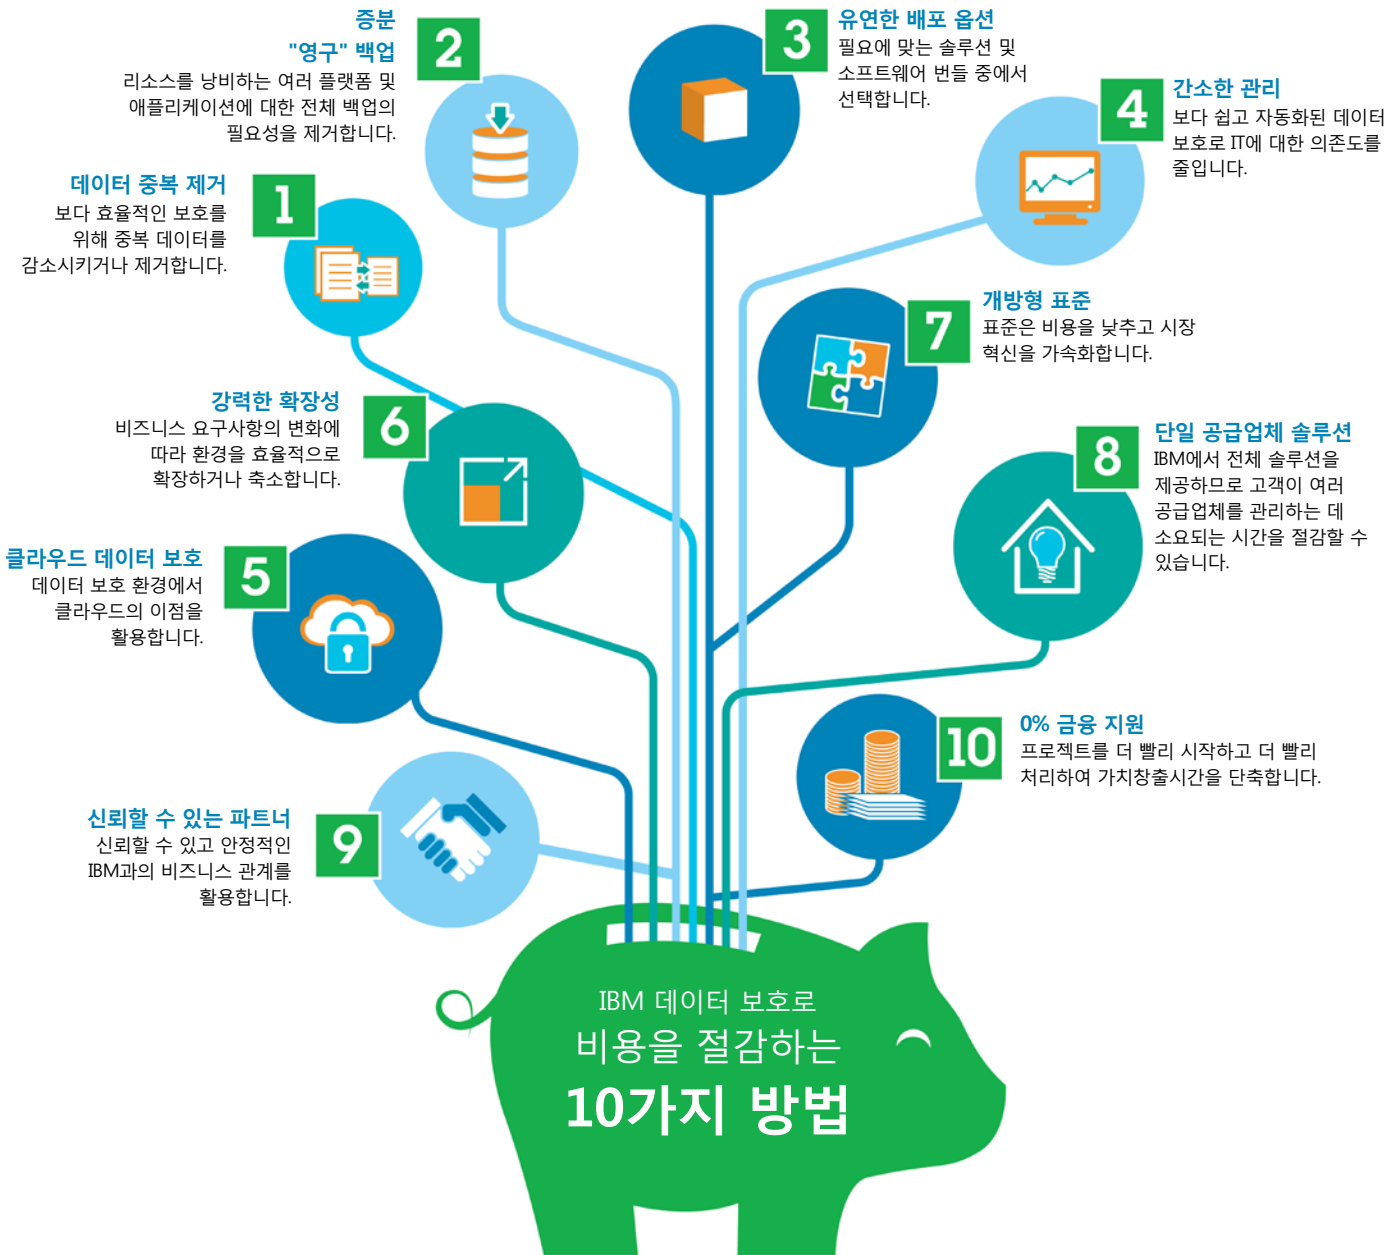 1
데이터 중복 제거
보다 효율적인 보호를
위해 중복 데이터를
감소시키거나 제거합니다.
2
증분
"영구" 백업
리소스를 낭비하는 여러 플랫폼 및
애플리케이션에 대한 전체 백업의
필요성을 제거합니다.
3
유연한 배포 옵션
필요에 맞는 솔루션 및
소프트웨어 번들 중에서
선택합니다.
4
간소한 관리
보다 쉽고 자동화된 데이터
보호로 IT에 대한 의존도를
줄입니다.
5
클라우드 데이터 보호
데이터 보호 환경에서
클라우드의 이점을
활용합니다.
6
강력한 확장성
비즈니스 요구사항의 변화에
따라 환경을 효율적으로
확장하거나 축소합니다.
7
개방형 표준
표준은 비용을 낮추고 시장
혁신을 가속화합니다.
8
단일 공급업체 솔루션
IBM에서 전체 솔루션을
제공하므로 고객이 여러
공급업체를 관리하는 데
소요되는 시간을 절감할 수
있습니다.
9
신뢰할 수 있는 파트너
신뢰할 수 있고 안정적인
IBM과의 비즈니스 관계를
활용합니다.
10
0% 금융 지원
프로젝트를 더 빨리 시작하고 더 빨리
처리하여 가치창출시간을 단축합니다.
IBM 데이터 보호로
비용을 절감하는
10가지 방법